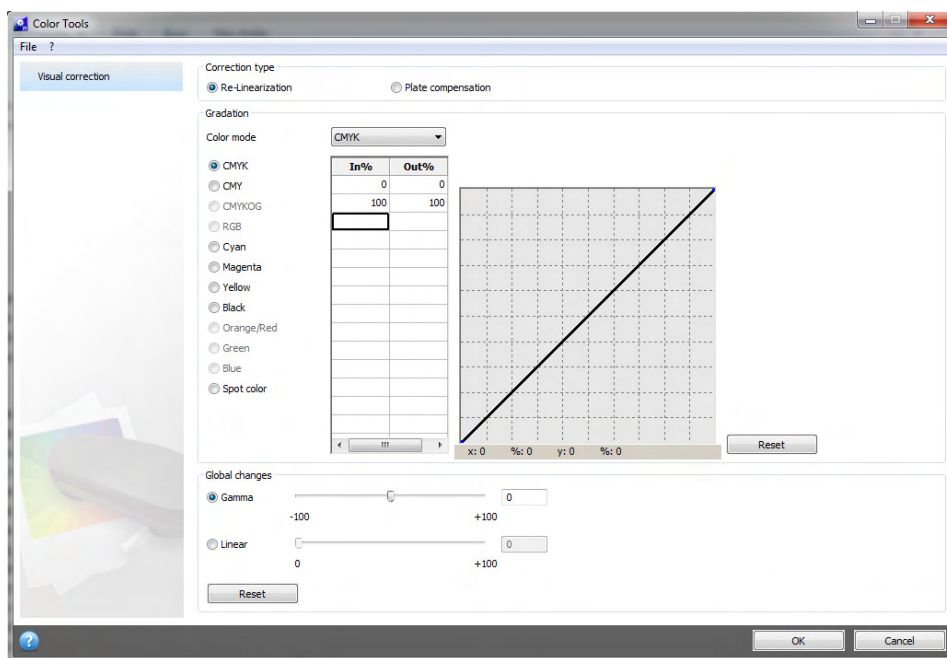 Color Tools
File ?
Visual correction
Correction type
Re-Linearization Plate compensation
Gradation
Color mode CMYK
CMYK
CMY
CMYKOG
RGB
Cyan
Magenta
Yellow
Black
Orange/Red
Green
Blue
Spot color
In% Out%
0 0
100 100
x: 0 %: 0 y: 0 %: 0
Reset
Global changes
Gamma 0
-100 +100
Linear 0
0 +100
Reset
? OK Cancel